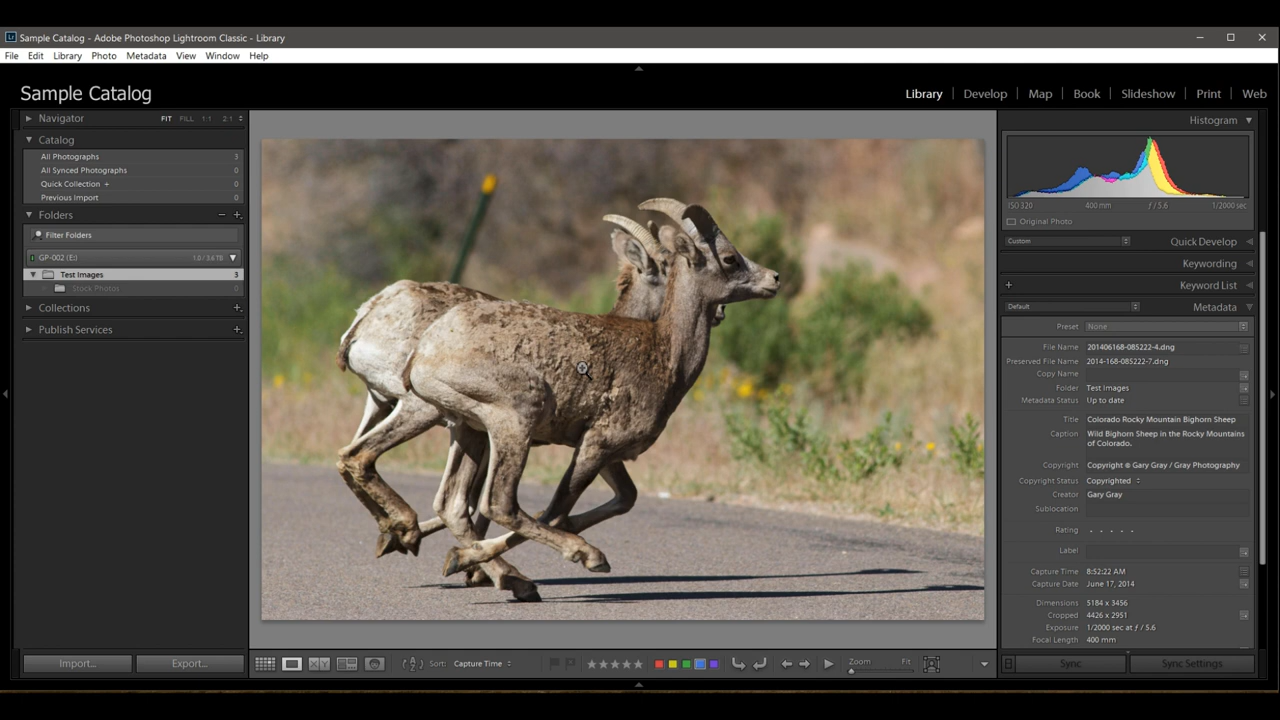 Sample Catalog - Adobe Photoshop Lightroom Classic - Library
File Edit Library Photo Metadata View Window Help
Sample Catalog
Library Develop Map Book Slideshow Print Web
Navigator FIT FILL 1:1 2:1
Catalog
All Photographs 3
All Synced Photographs 0
Quick Collection + 0
Previous Import 0
Folders
Filter Folders
GP-002 (E:) 1.0 / 3.6 TB
Test Images 3
Stock Photos 0
Collections
Publish Services
Import... Export...
Sort: Capture Time
Zoom Fit
Histogram
ISO 320 400 mm ƒ / 5.6 1/2000 sec
Original Photo
Custom Quick Develop
Keywording
Keyword List
Default Metadata
Preset None
File Name 201406168-085222-4.dng
Preserved File Name 2014-168-085222-7.dng
Copy Name
Folder Test Images
Metadata Status Up to date
Title Colorado Rocky Mountain Bighorn Sheep
Caption Wild Bighorn Sheep in the Rocky Mountains
of Colorado.
Copyright Copyright © Gary Gray / Gray Photography
Copyright Status Copyrighted
Creator Gary Gray
Sublocation
Rating
Label
Capture Time 8:52:22 AM
Capture Date June 17, 2014
Dimensions 5184 x 3456
Cropped 4426 x 2951
Exposure 1/2000 sec at ƒ / 5.6
Focal Length 400 mm
Sync Sync Settings